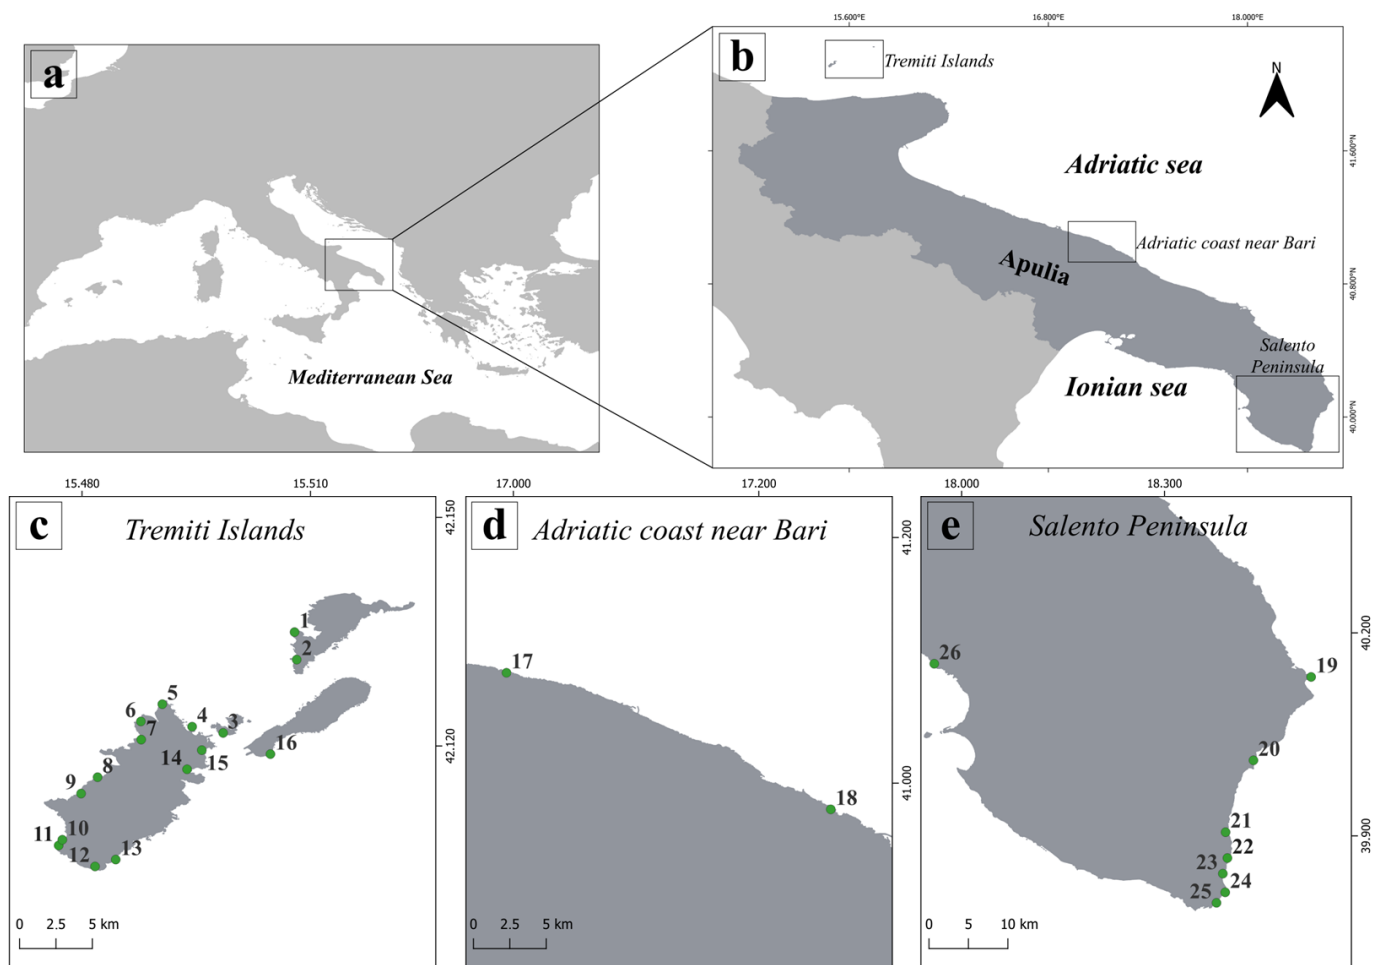 a
Mediterranean Sea
15.600°E
16.800°E
18.000°E
b
Tremiti Islands
N
Adriatic sea
41.600°N
Adriatic coast near Bari
Apulia
40.800°N
Salento
Peninsula
Ionian sea
40.000°N
15.480
15.510
c
Tremiti Islands
42.150
1
2
5
6
4
3
7
16
42.120
14
15
8
9
11
10
12
13
0 2.5 5 km
17.000
17.200
d
Adriatic coast near Bari
41.200
17
41.000
18
0 2.5 5 km
18.000
18.300
e
Salento Peninsula
40.200
26
19
20
39.900
21
22
23
24
25
0 5 10 km